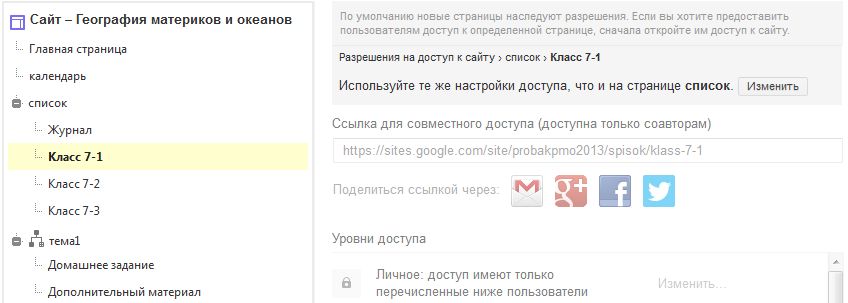 Сайт – География материков и океанов
Главная страница
календарь
список
Журнал
Класс 7-1
Класс 7-2
Класс 7-3
тема1
Домашнее задание
Дополнительный материал
По умолчанию новые страницы наследуют разрешения. Если вы хотите предоставить
пользователям доступ к определенной странице, сначала откройте им доступ к сайту.
Разрешения на доступ к сайту › список › Класс 7-1
Используйте те же настройки доступа, что и на странице список. Изменить
Ссылка для совместного доступа (доступна только соавторам)
https://sites.google.com/site/probakpmo2013/spisok/klass-7-1
Поделиться ссылкой через:
Уровни доступа
Личное: доступ имеют только Изменить...
перечисленные ниже пользователи